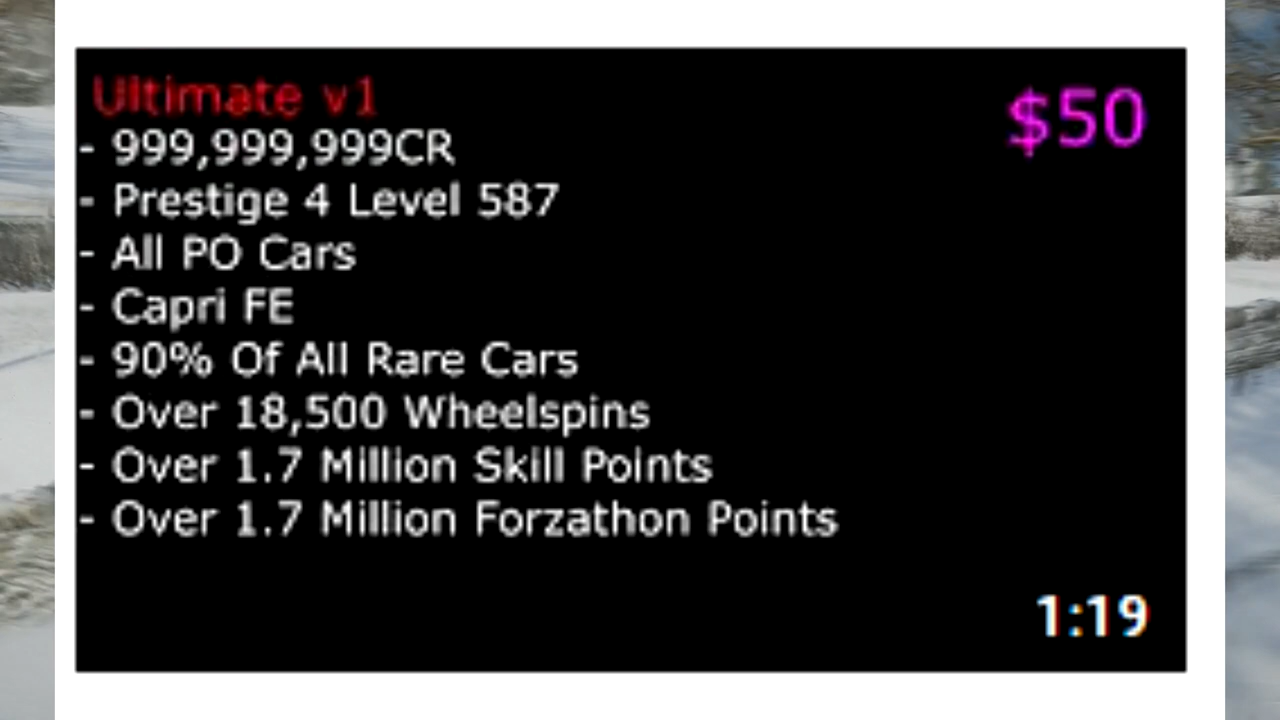 Ultimate v1
$50
- 999,999,999CR
- Prestige 4 Level 587
- All PO Cars
- Capri FE
- 90% Of All Rare Cars
- Over 18,500 Wheelspins
- Over 1.7 Million Skill Points
- Over 1.7 Million Forzathon Points
1:19